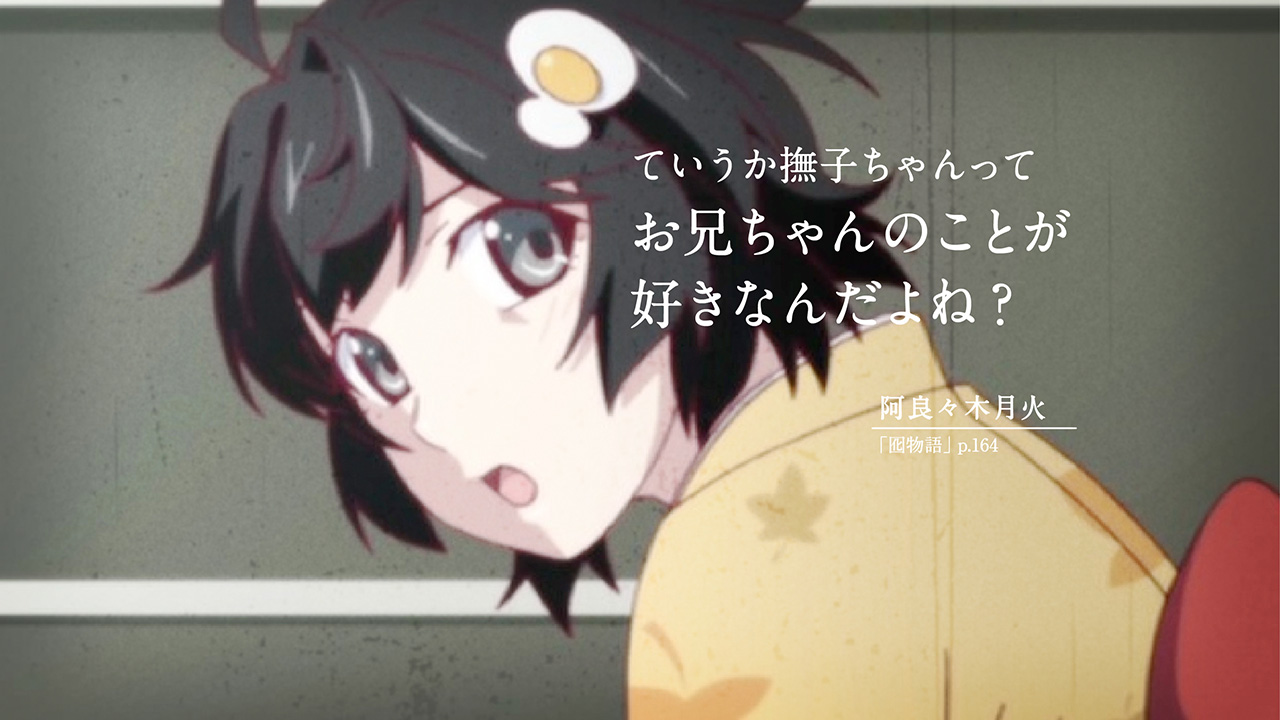 ていうか撫子ちゃんって
お兄ちゃんのことが
好きなんだよね？
阿良々木月火
「囮物語」p.164